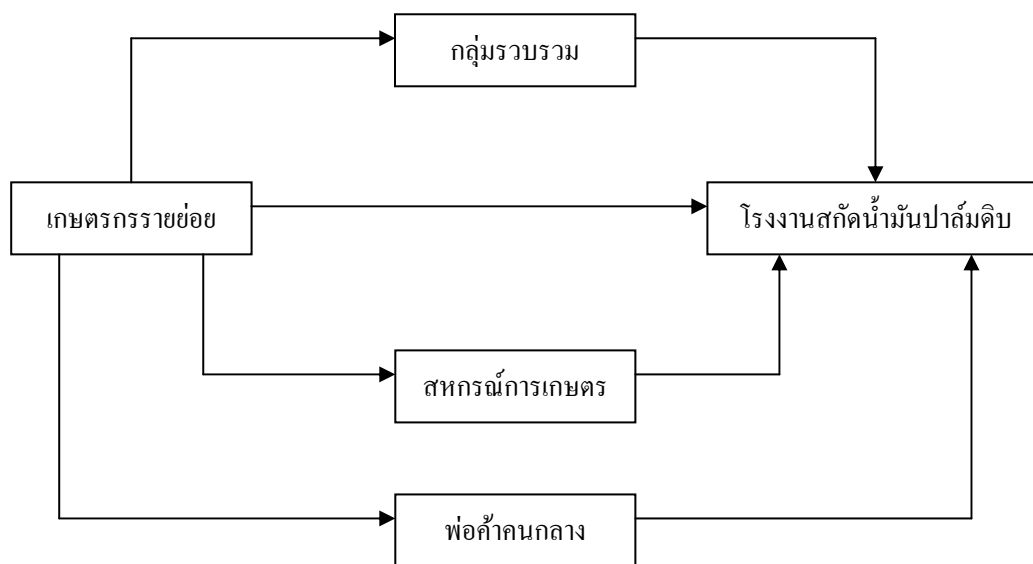 กลุ่มรวบรวม
เกษตรกรรายย่อย
โรงงานสกัดน้ำมันปาล์มดิบ
สหกรณ์การเกษตร
พ่อค้าคนกลาง